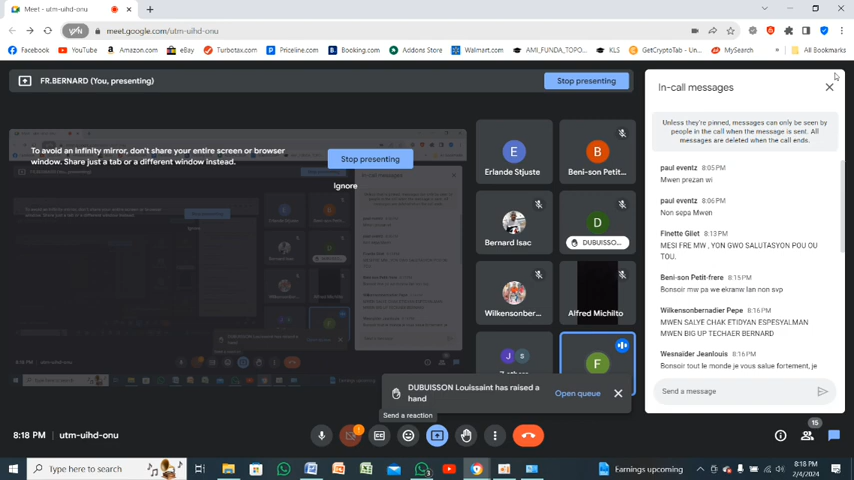 Meet - utm-uihd-onu
VPN
meet.google.com/utm-uihd-onu
Facebook
YouTube
Amazon.com
eBay
Turbotax.com
Priceline.com
Booking.com
Addons Store
Walmart.com
AMI_FUNDA_TOPO...
KLS
GetCryptoTab - Un...
MySearch
»
All Bookmarks
FR.BERNARD (You, presenting)
Stop presenting
To avoid an infinity mirror, don't share your entire screen or browser
window. Share just a tab or a different window instead.
Stop presenting
Ignore
E
Erlande Stjuste
B
Beni-son Petit...
Bernard Isac
D
DUBUISSO...
Wilkensonber...
Alfred Michilto
J
S
7 others
F
DUBUISSON Louissaint has raised a
hand
Open queue
Send a reaction
8:18 PM
utm-uihd-onu
15
In-call messages
Unless they're pinned, messages can only be seen by
people in the call when the message is sent. All
messages are deleted when the call ends.
paul eventz 8:05 PM
Mwen prezan wi
paul eventz 8:06 PM
Non sepa Mwen
Finette Gliet 8:13 PM
MESI FRE MW , YON GWO SALUTASYON POU OU
TOU.
Beni-son Petit-frere 8:15 PM
Bonsoir mw pa we ekranw lan non svp
Wilkensonbernadier Pepe 8:16 PM
MWEN SALYE CHAK ETIDYAN ESPESYALMAN
MWEN BIG UP TECHAER BERNARD
Wesnaider Jeanlouis 8:16 PM
Bonsoir tout le monde je vous salue fortement, je
Send a message
Type here to search
Earnings upcoming
8:18 PM
2/4/2024